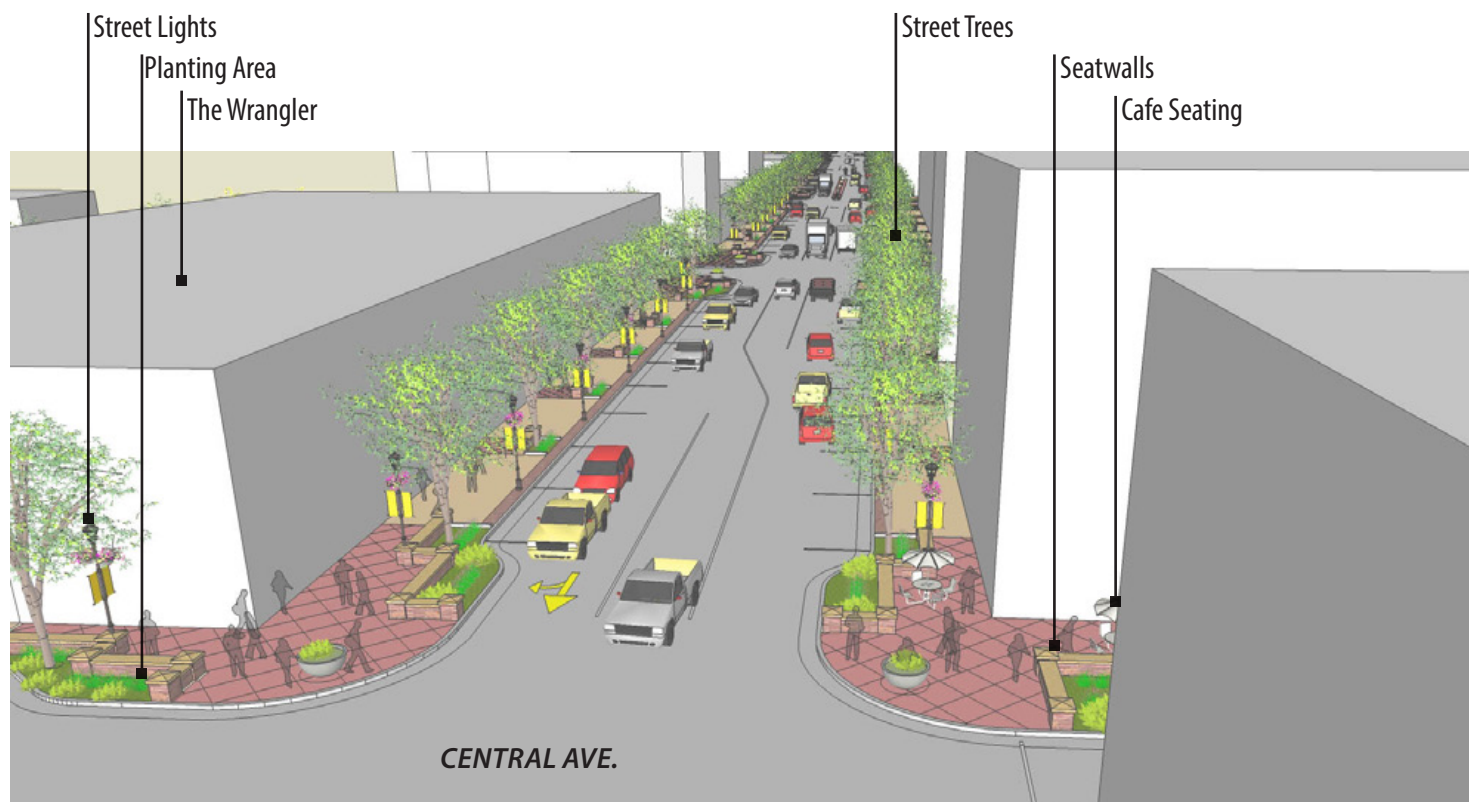 Street Lights
Planting Area
The Wrangler
Street Trees
Seatwalls
Cafe Seating
CENTRAL AVE.